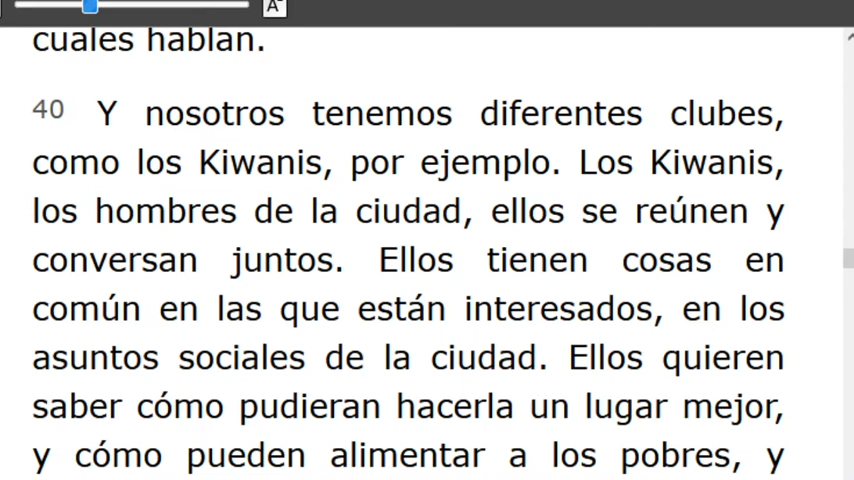 A
cuales hablan.
40 Y nosotros tenemos diferentes clubes,
como los Kiwanis, por ejemplo. Los Kiwanis,
los hombres de la ciudad, ellos se reúnen y
conversan juntos. Ellos tienen cosas en
común en las que están interesados, en los
asuntos sociales de la ciudad. Ellos quieren
saber cómo pudieran hacerla un lugar mejor,
y cómo pueden alimentar a los pobres, y